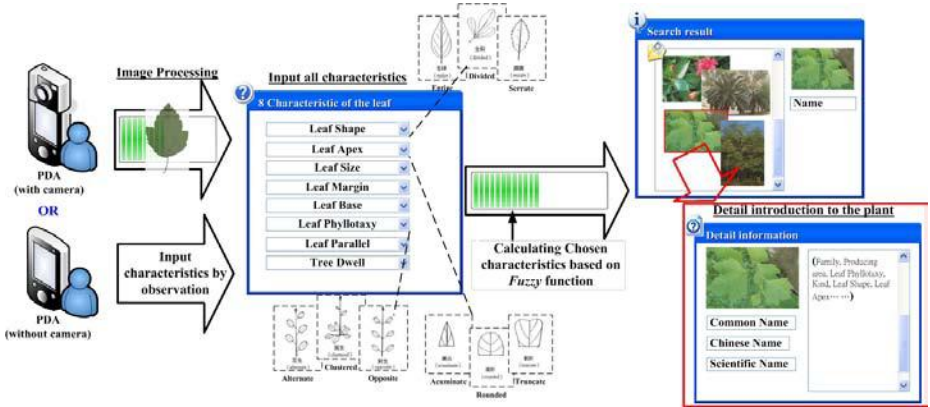 Image Processing
PDA
(with camera)
OR
PDA
(without camera)
Input
characteristics by
observation
Input all characteristics
8 Characteristic of the leaf
Leaf Shape
Leaf Apex
Leaf Size
Leaf Margin
Leaf Base
Leaf Phyllotaxy
Leaf Parallel
Tree Dwell
Entire
Divided
Serrate
Alternate
Clustered
Opposite
Acuminate
Rounded
Truncate
Calculating Chosen
characteristics based on
Fuzzy function
Search result
Name
Detail introduction to the plant
Detail information
(Family, Producing
area, Leaf Phyllotaxy,
Kind, Leaf Shape, Leaf
Apex⋯ ⋯)
Common Name
Chinese Name
Scientific Name